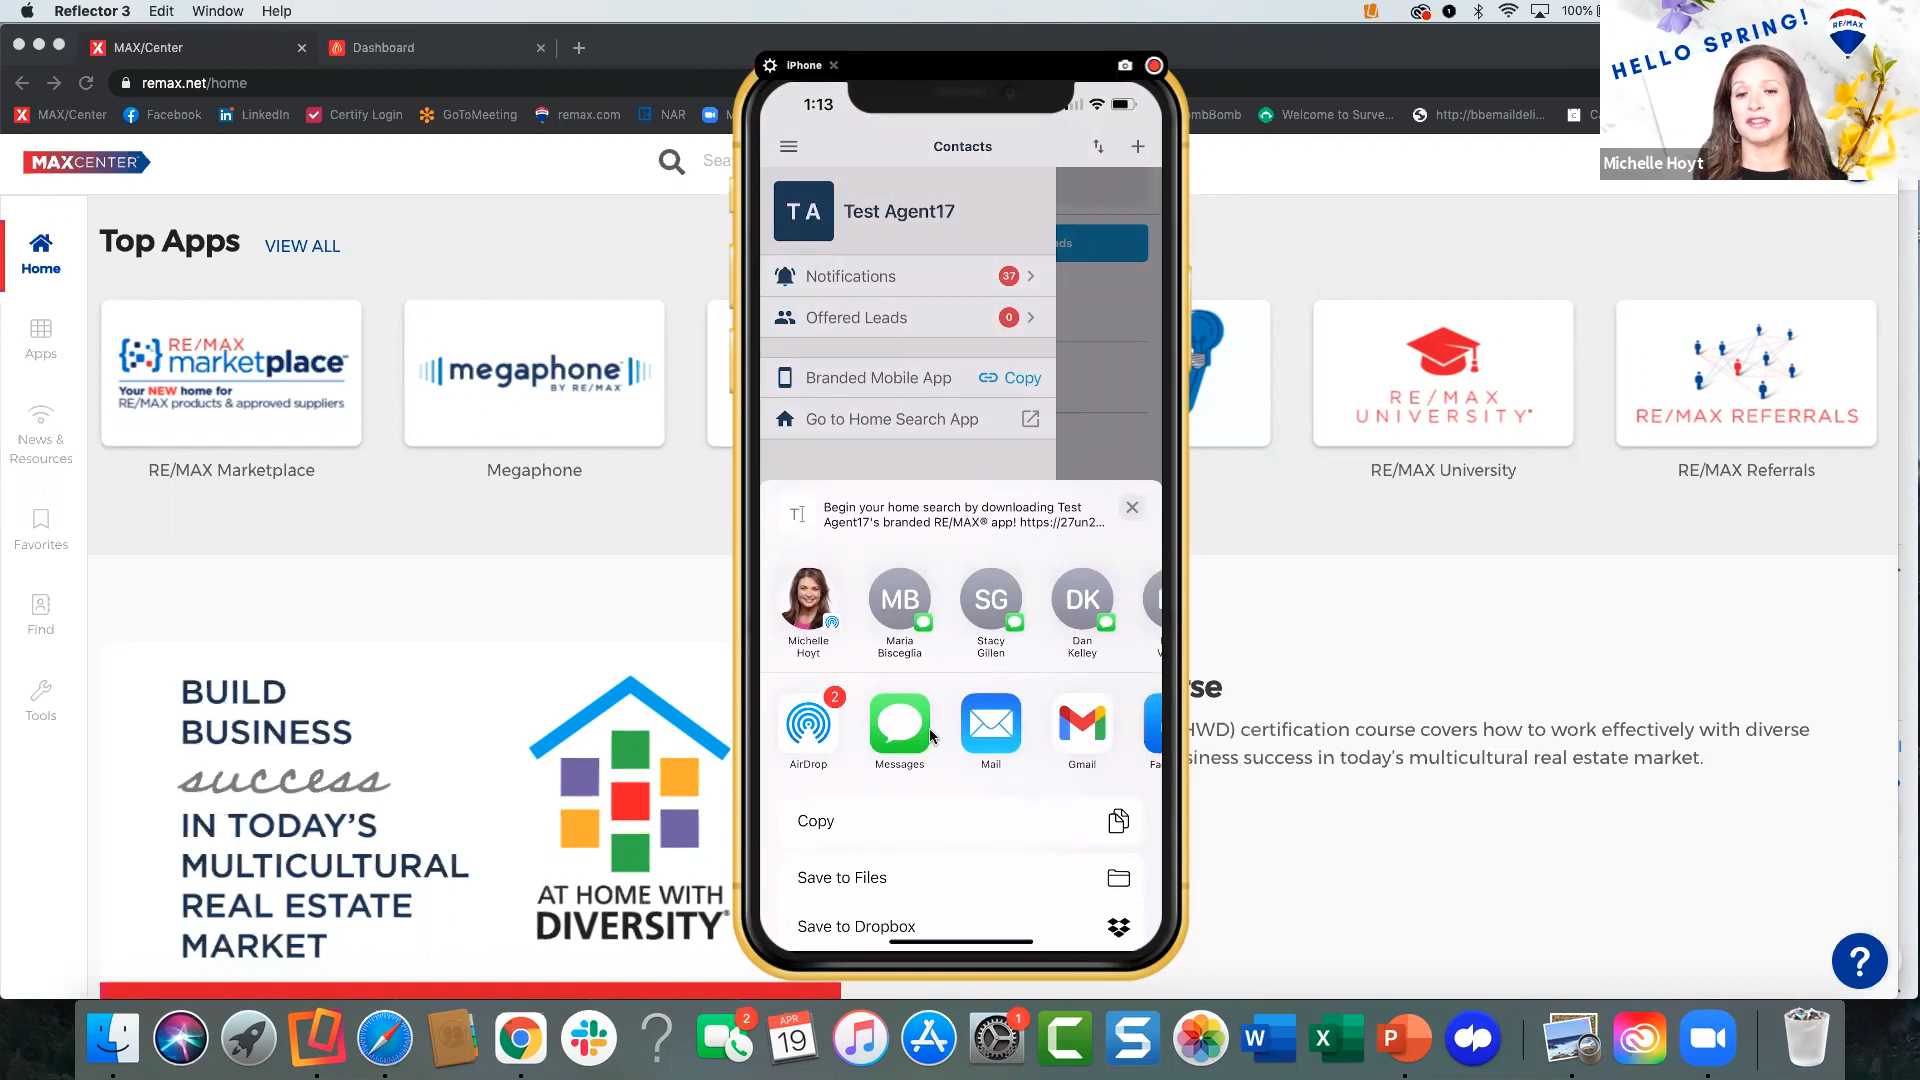 Reflector 3 Edit Window Help
100%
MAX/Center
Dashboard
remax.net/home
MAX/Center
Facebook
LinkedIn
Certify Login
GoToMeeting
remax.com
NAR
Welcome to Surve...
http://bbemaildeli...
HELLO SPRING!
RE/MAX
Michelle Hoyt
MAXCENTER
Home
Apps
News &
Resources
Favorites
Find
Tools
Top Apps VIEW ALL
RE/MAX
marketplace™
Your NEW home for
RE/MAX products & approved suppliers
RE/MAX Marketplace
megaphone™
BY RE/MAX
Megaphone
RE/MAX
UNIVERSITY
RE/MAX University
RE/MAX REFERRALS
RE/MAX Referrals
BUILD
BUSINESS
success
IN TODAY'S
MULTICULTURAL
REAL ESTATE
MARKET
AT HOME WITH
DIVERSITY
(HWD) certification course covers how to work effectively with diverse
success in today's multicultural real estate market.
iPhone
1:13
Contacts
T A
Test Agent17
Notifications 37
Offered Leads 0
Branded Mobile App Copy
Go to Home Search App
Begin your home search by downloading Test
Agent17's branded RE/MAX® app! https://27un2...
MB
SG
DK
Michelle
Hoyt
Maria
Bisceglia
Stacy
Gillen
Dan
Kelley
2
AirDrop
Messages
Mail
Gmail
Copy
Save to Files
Save to Dropbox
?
2
APR
19
1
W
X
P